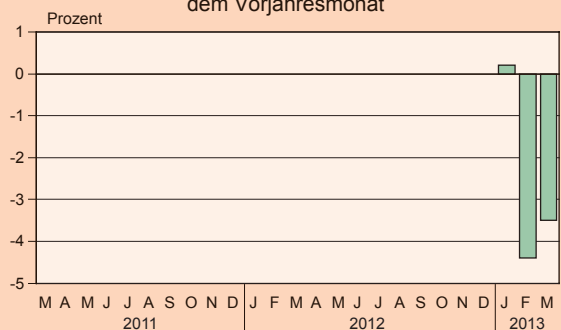 dem Vorjahresmonat
Prozent
1
0
-1
-2
-3
-4
-5
M A M J J A S O N D J F M A M J J A S O N D J F M
2011 2012 2013